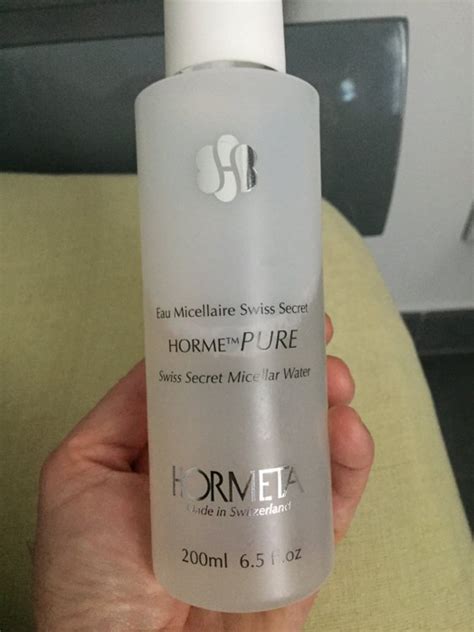 Eau Micellaire Swiss Secret
HORME™PURE
Swiss Secret Micellar Water
HORMETA
Made in Switzerland
200ml 6.5 fl.oz